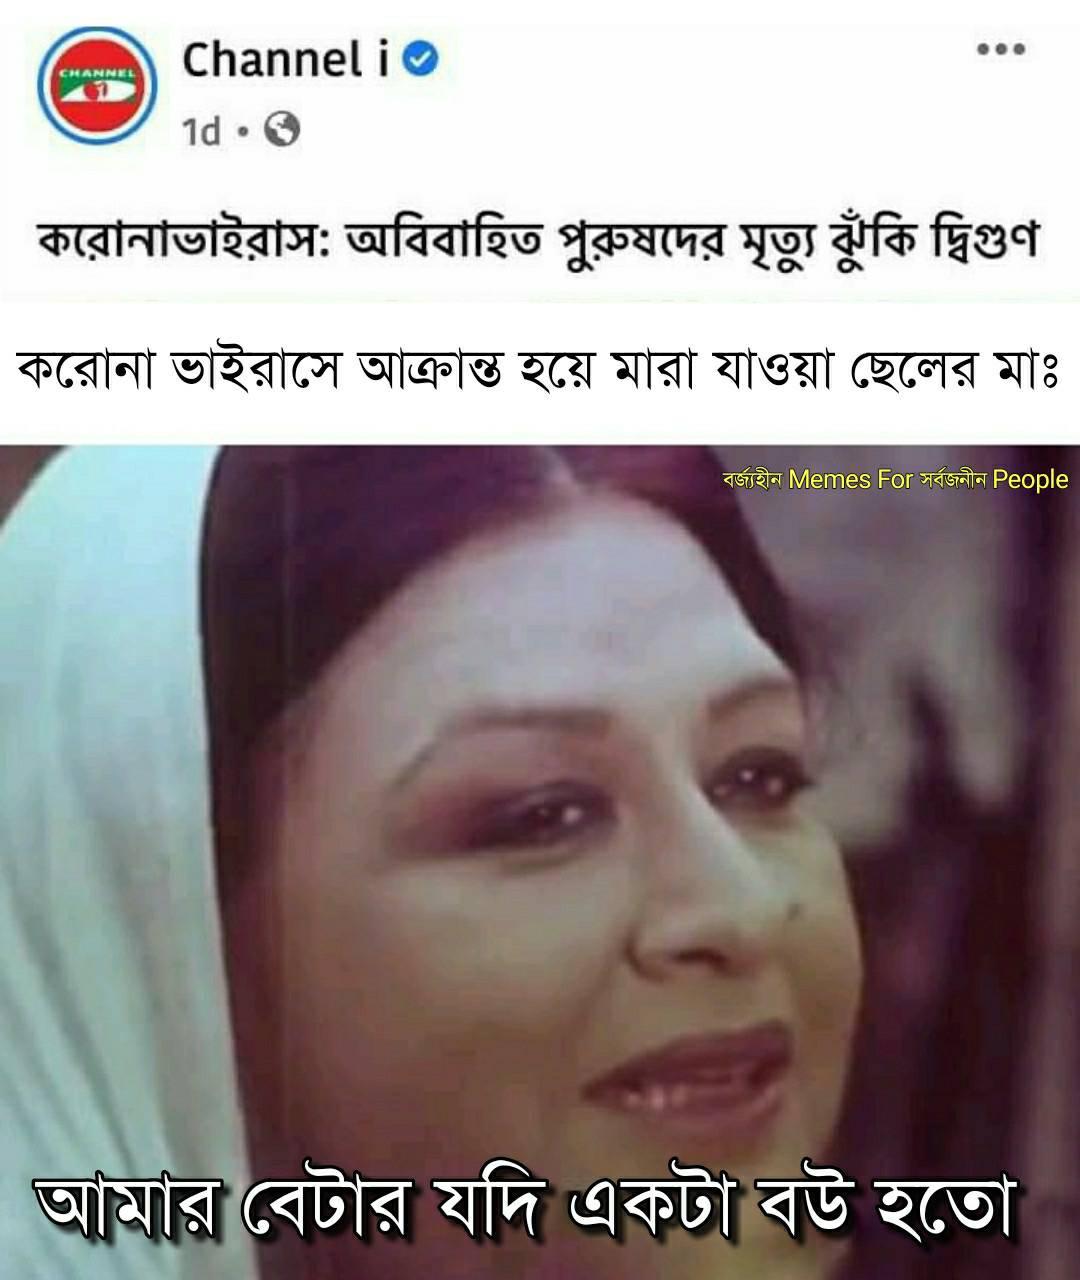 CHANNEL
Channel i
1d
করোনাভাইরাস: অবিবাহিত পুরুষদের মৃত্যু ঝুঁকি দ্বিগুণ
করোনা ভাইরাসে আক্রান্ত হয়ে মারা যাওয়া ছেলের মাঃ
বর্জ্যহীন Memes For সর্বজনীন People
আমার বেটার যদি একটা বউ হতো